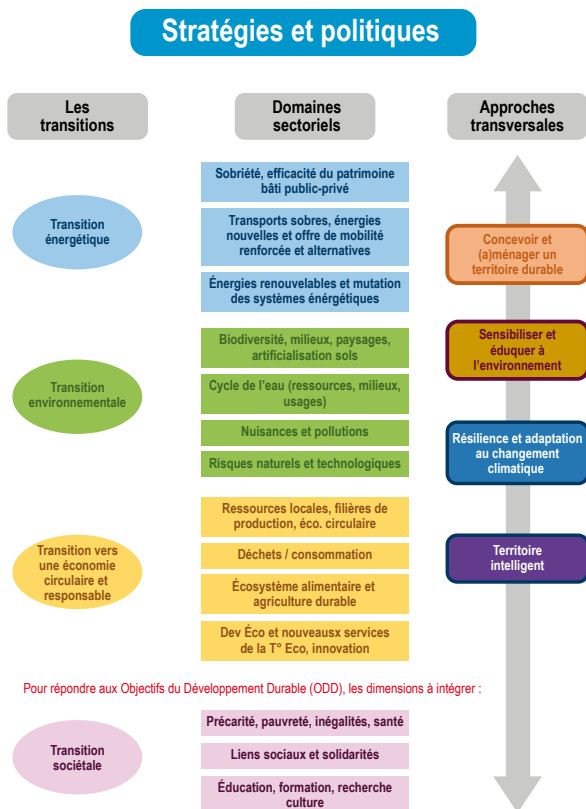 Stratégies et politiques
Les
transitions
Domaines
sectoriels
Approches
transversales
Transition
énergétique
Sobriété, efficacité du patrimoine
bâti public-privé
Transports sobres, énergies
nouvelles et offre de mobilité
renforcée et alternatives
Énergies renouvelables et mutation
des systèmes énérgétiques
Transition
environnementale
Biodiversité, milieux, paysages,
artificialisation sols
Cycle de l'eau (ressources, milieux,
usages)
Nuisances et pollutions
Risques naturels et technologiques
Transition vers
une économie
circulaire et
responsable
Ressources locales, filières de
production, éco. circulaire
Déchets / consommation
Écosystème alimentaire et
agriculture durable
Dev Éco et nouveausx services
de la T° Eco, innovation
Concevoir et
(a)ménager un
territoire durable
Sensibiliser et
éduquer à
l'environnement
Résilience et adaptation
au changement
climatique
Territoire
intelligent
Pour répondre aux Objectifs du Développement Durable (ODD), les dimensions à intégrer :
Transition
sociétale
Précarité, pauvreté, inégalités, santé
Liens sociaux et solidarités
Éducation, formation, recherche
culture